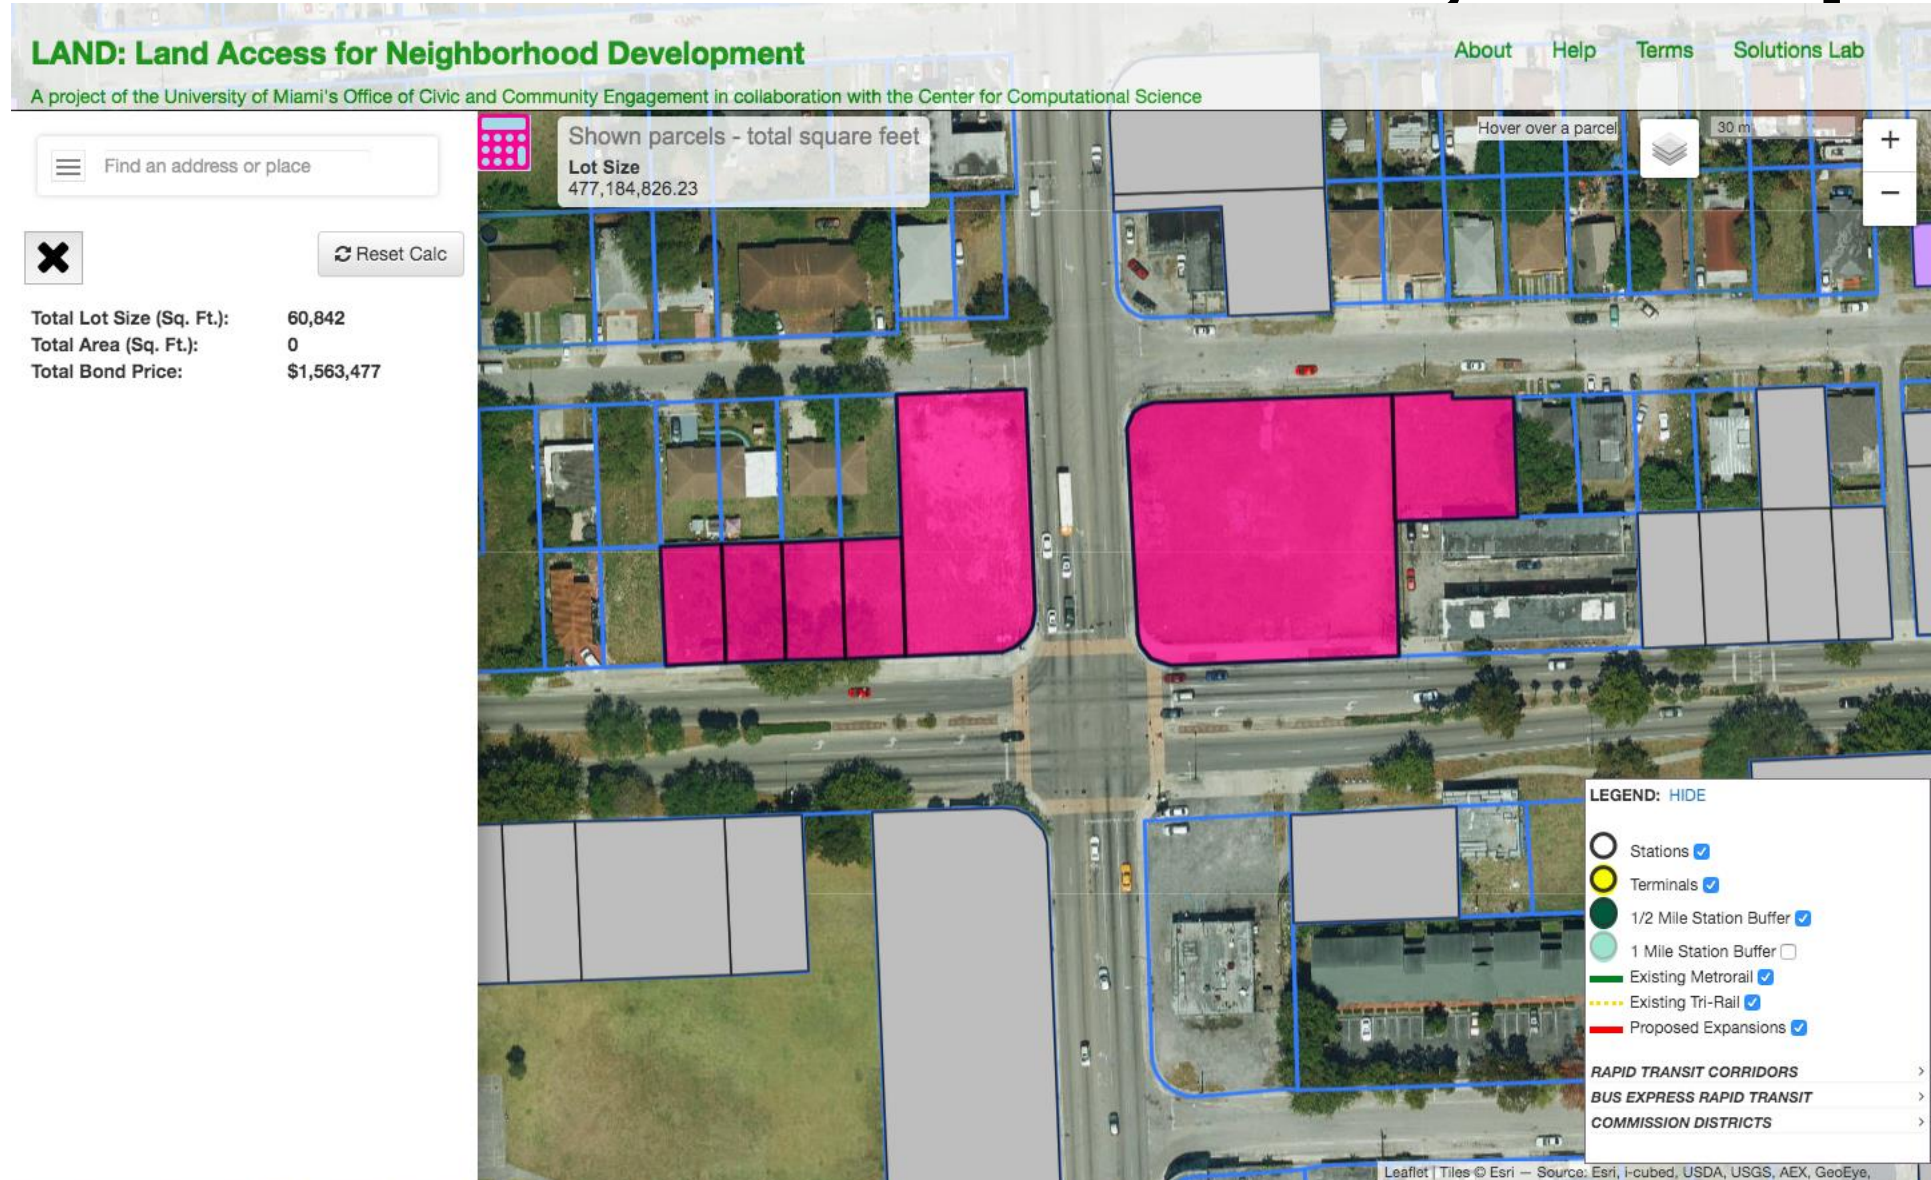 LAND: Land Access for Neighborhood Development
About Help Terms Solutions Lab
A project of the University of Miami's Office of Civic and Community Engagement in collaboration with the Center for Computational Science
Find an address or place
Shown parcels - total square feet
Lot Size
477,184,826.23
Hover over a parcel
30 m
+
−
Reset Calc
Total Lot Size (Sq. Ft.): 60,842
Total Area (Sq. Ft.): 0
Total Bond Price: $1,563,477
LEGEND: HIDE
Stations
Terminals
1/2 Mile Station Buffer
1 Mile Station Buffer
Existing Metrorail
Existing Tri-Rail
Proposed Expansions
RAPID TRANSIT CORRIDORS
BUS EXPRESS RAPID TRANSIT
COMMISSION DISTRICTS
Leaflet | Tiles © Esri — Source: Esri, i-cubed, USDA, USGS, AEX, GeoEye,